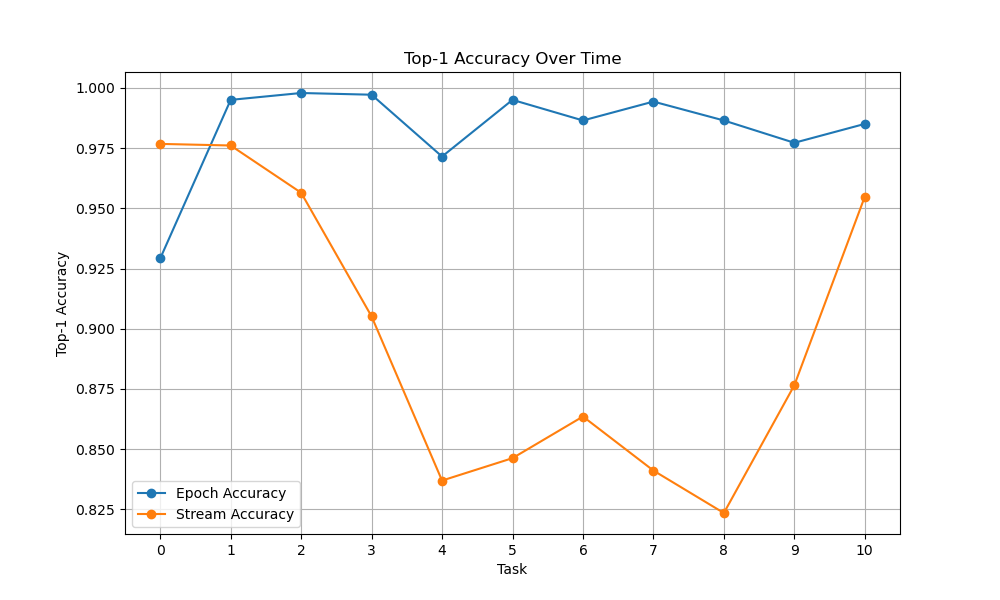 Top-1 Accuracy Over Time
Top-1 Accuracy
1.000
0.975
0.950
0.925
0.900
0.875
0.850
0.825
Epoch Accuracy
Stream Accuracy
0 1 2 3 4 5 6 7 8 9 10
Task